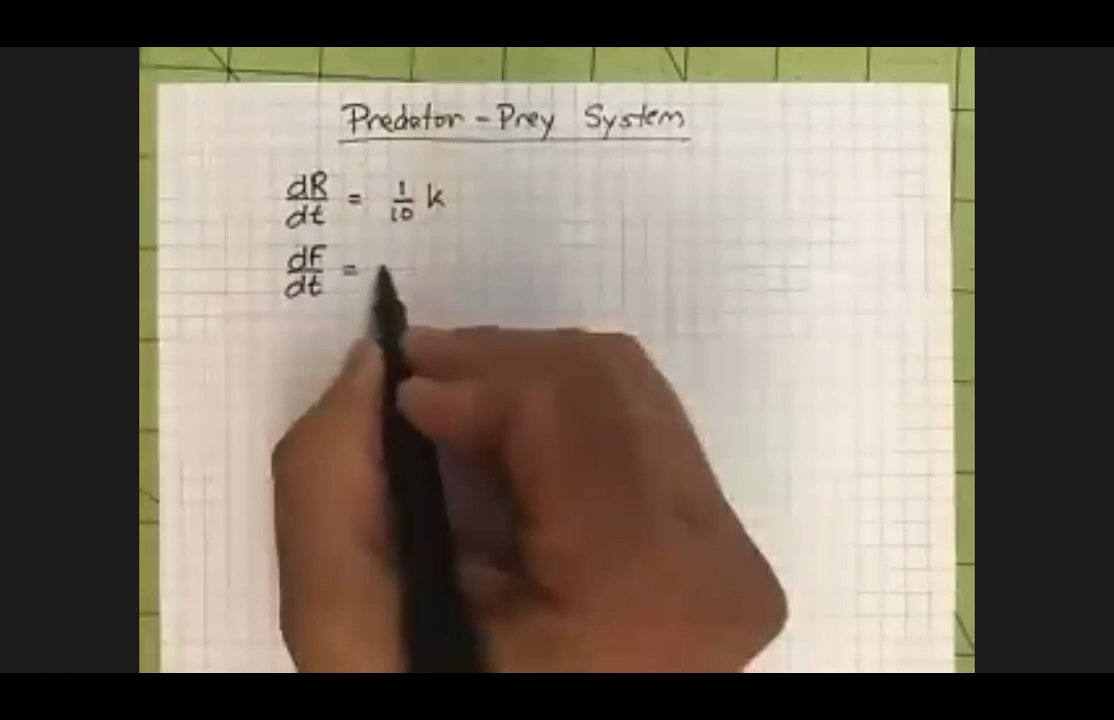 Predator - Prey System
dR/dt = 1/10 k
dF/dt =